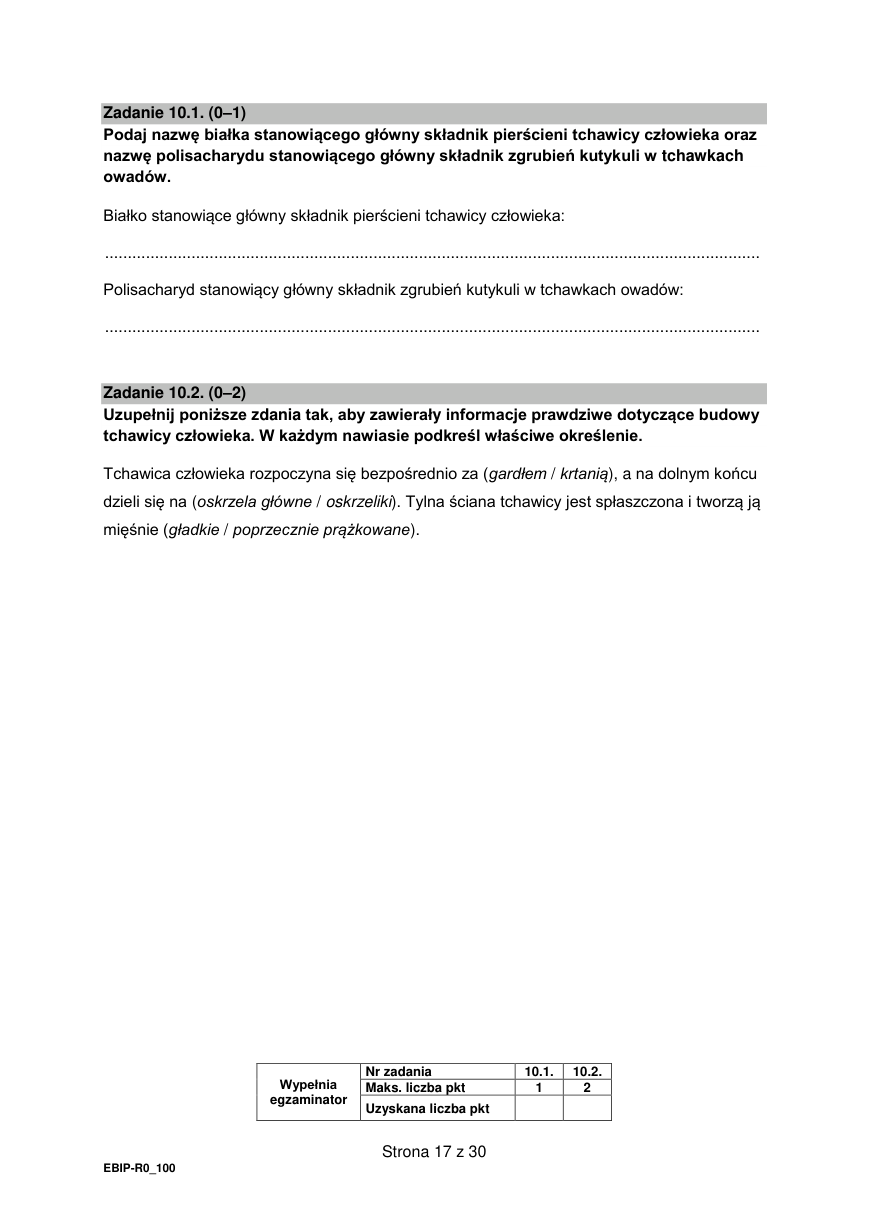 Zadanie 10.1. (0–1)
Podaj nazwę białka stanowiącego główny składnik pierścieni tchawicy człowieka oraz
nazwę polisacharydu stanowiącego główny składnik zgrubień kutykuli w tchawkach
owadów.
Białko stanowiące główny składnik pierścieni tchawicy człowieka:
....................................................................................................................................................
Polisacharyd stanowiący główny składnik zgrubień kutykuli w tchawkach owadów:
....................................................................................................................................................
Zadanie 10.2. (0–2)
Uzupełnij poniższe zdania tak, aby zawierały informacje prawdziwe dotyczące budowy
tchawicy człowieka. W każdym nawiasie podkreśl właściwe określenie.
Tchawica człowieka rozpoczyna się bezpośrednio za (gardłem / krtanią), a na dolnym końcu
dzieli się na (oskrzela główne / oskrzeliki). Tylna ściana tchawicy jest spłaszczona i tworzą ją
mięśnie (gładkie / poprzecznie prążkowane).
Wypełnia
egzaminator
Nr zadania 10.1. 10.2.
Maks. liczba pkt 1 2
Uzyskana liczba pkt
Strona 17 z 30
EBIP-R0_100